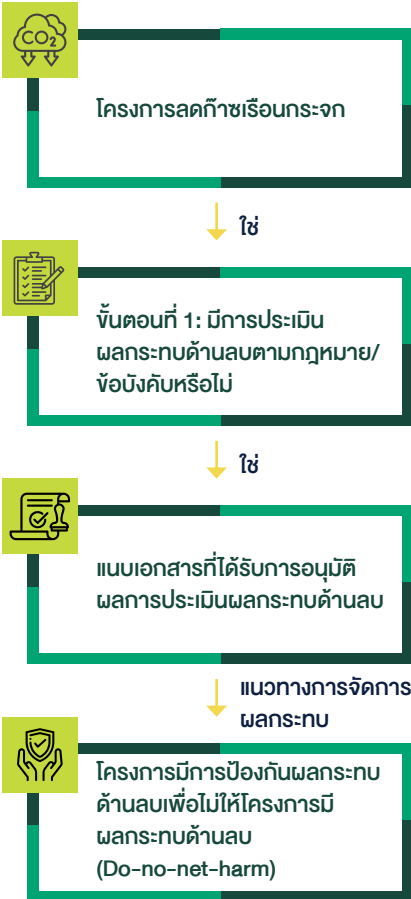 CO2
โครงการลดก๊าซเรือนกระจก
ใช่
ขั้นตอนที่ 1: มีการประเมิน
ผลกระทบด้านลบตามกฎหมาย/
ข้อบังคับหรือไม่
ใช่
แนบเอกสารที่ได้รับการอนุมัติ
ผลการประเมินผลกระทบด้านลบ
แนวทางการจัดการ
ผลกระทบ
โครงการมีการป้องกันผลกระทบ
ด้านลบเพื่อไม่ให้โครงการมี
ผลกระทบด้านลบ
(Do-no-net-harm)